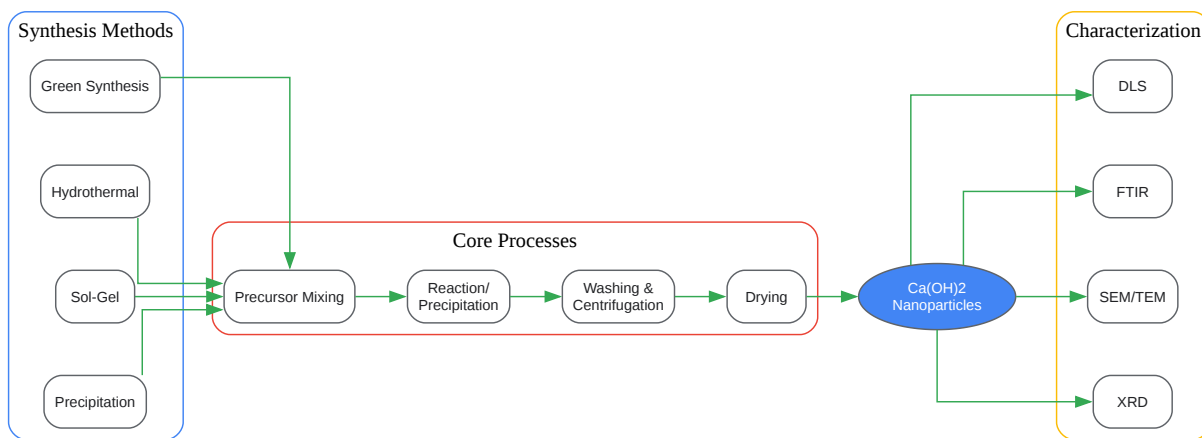 Synthesis Methods
Green Synthesis
Hydrothermal
Sol-Gel
Precipitation
Core Processes
Precursor Mixing
Reaction/
Precipitation
Washing &
Centrifugation
Drying
Ca(OH)2
Nanoparticles
Characterization
DLS
FTIR
SEM/TEM
XRD